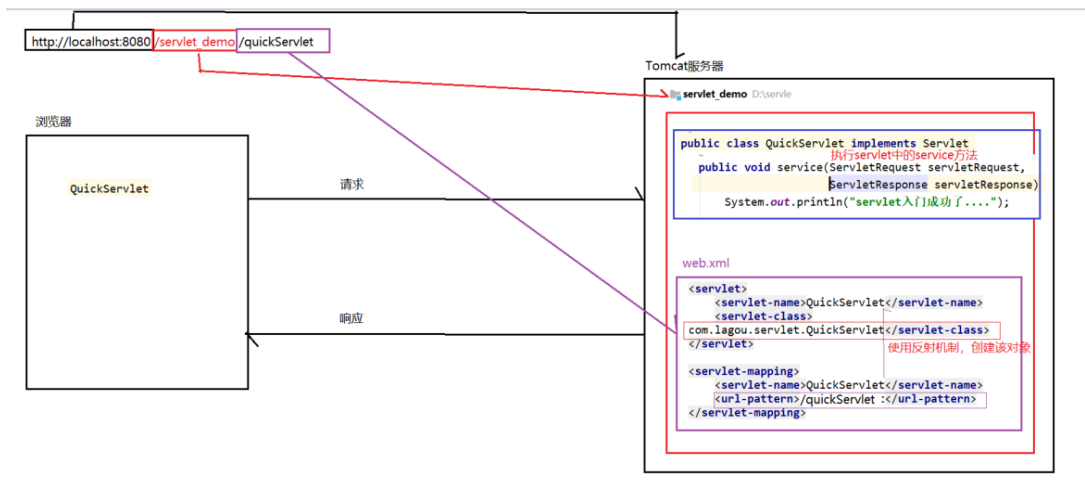 http://localhost:8080/servlet_demo/quickServlet
Tomcat服务器
servlet_demo D:\servle
浏览器
QuickServlet
请求
响应
public class QuickServlet implements Servlet
执行servlet中的service方法
public void service(ServletRequest servletRequest,
ServletResponse servletResponse)
System.out.println("servlet入门成功了....");
web.xml
<servlet>
<servlet-name>QuickServlet</servlet-name>
<servlet-class>
com.lagou.servlet.QuickServlet</servlet-class>
</servlet>
使用反射机制，创建该对象
<servlet-mapping>
<servlet-name>QuickServlet</servlet-name>
<url-pattern>/quickServlet :</url-pattern>
</servlet-mapping>